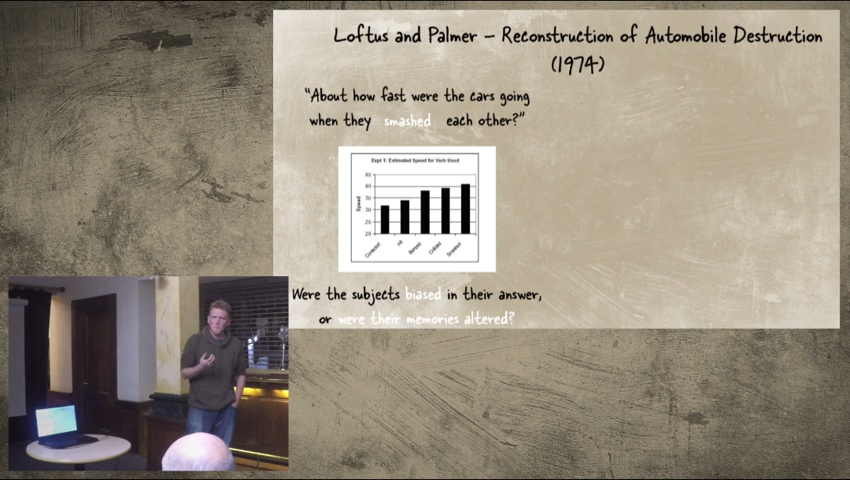 Loftus and Palmer – Reconstruction of Automobile Destruction
(1974)
"About how fast were the cars going
when they smashed each other?"
Expt 1: Estimated Speed for Verb Used
45
40
35
30
25
20
Speed
Contacted
Hit
Bumped
Collided
Smashed
Were the subjects biased in their answer,
or were their memories altered?